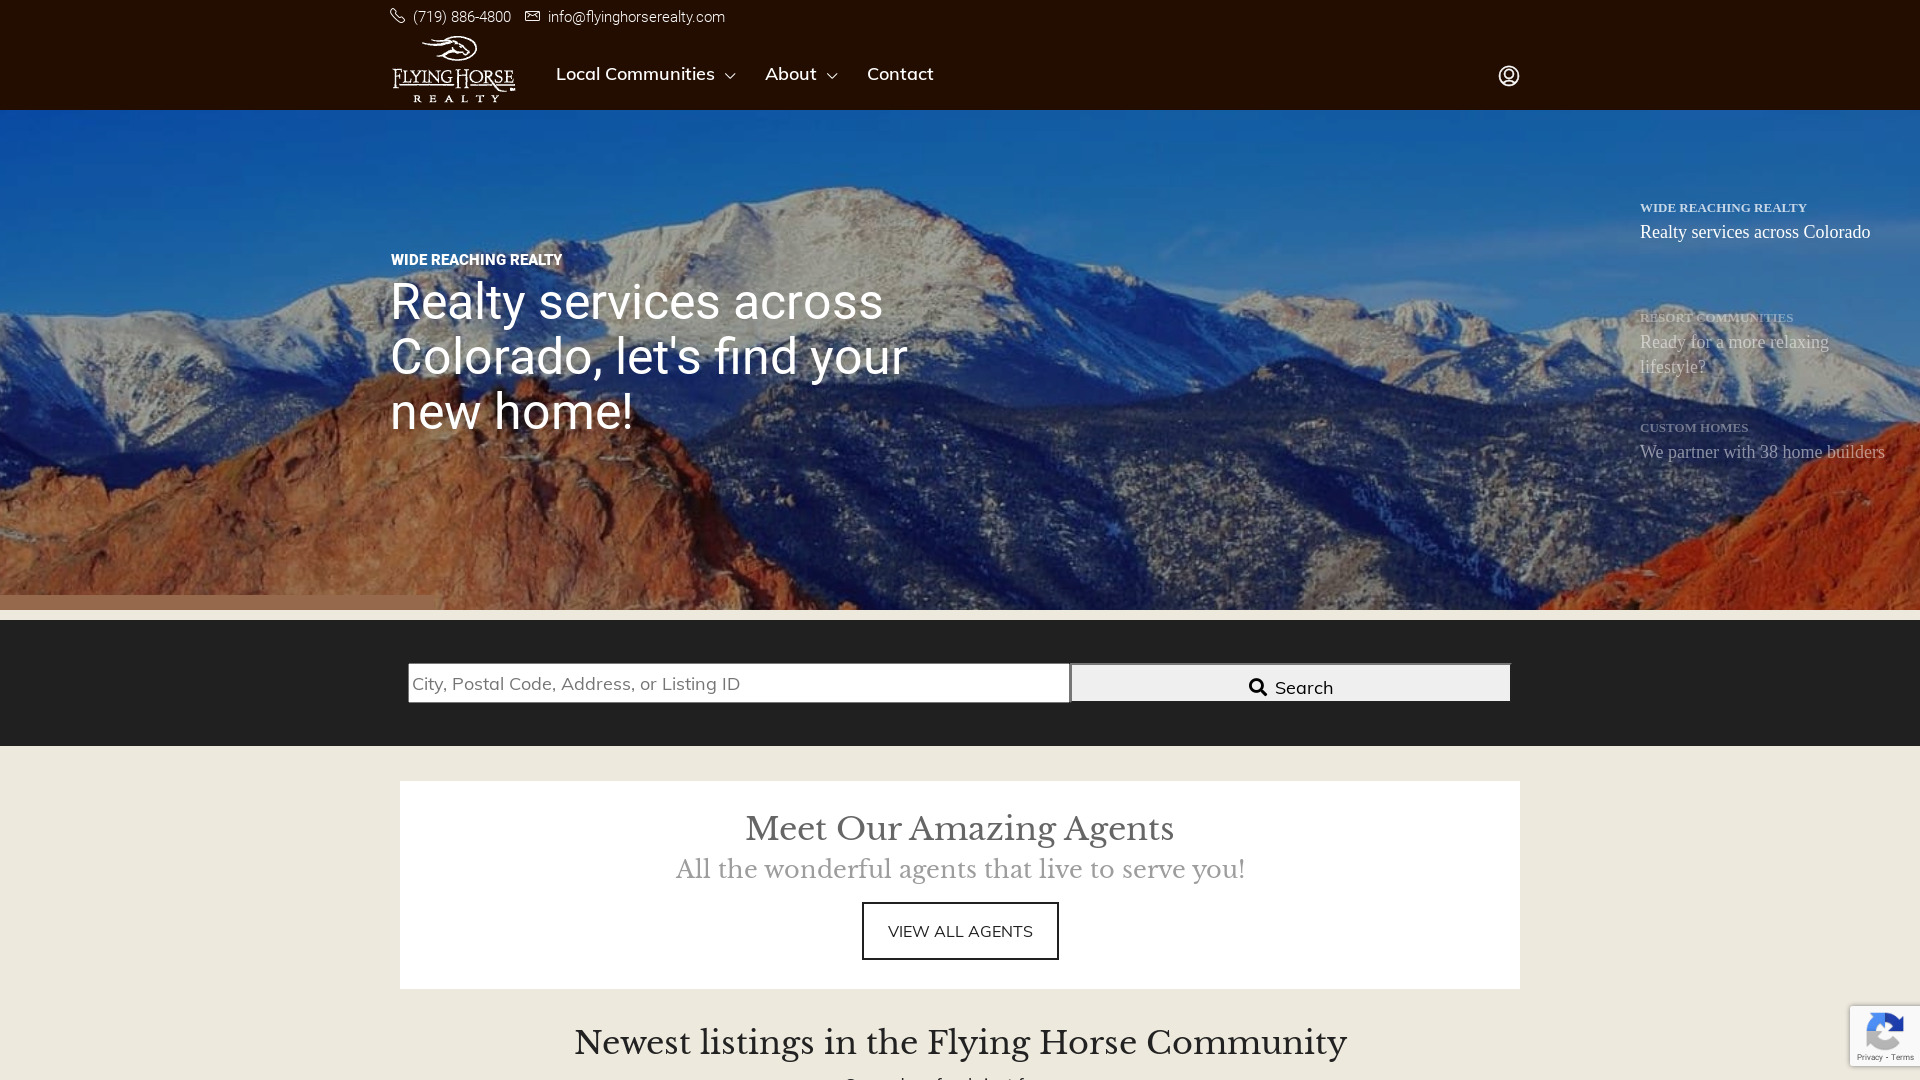 (719) 886-4800 info@flyinghorserealty.com
FLYING HORSE
REALTY
Local Communities About Contact
WIDE REACHING REALTY
Realty services across
Colorado, let's find your
new home!
WIDE REACHING REALTY
Realty services across Colorado
RESORT COMMUNITIES
Ready for a more relaxing
lifestyle?
CUSTOM HOMES
We partner with 38 home builders
City, Postal Code, Address, or Listing ID
Search
Meet Our Amazing Agents
All the wonderful agents that live to serve you!
VIEW ALL AGENTS
Newest listings in the Flying Horse Community
Privacy - Terms